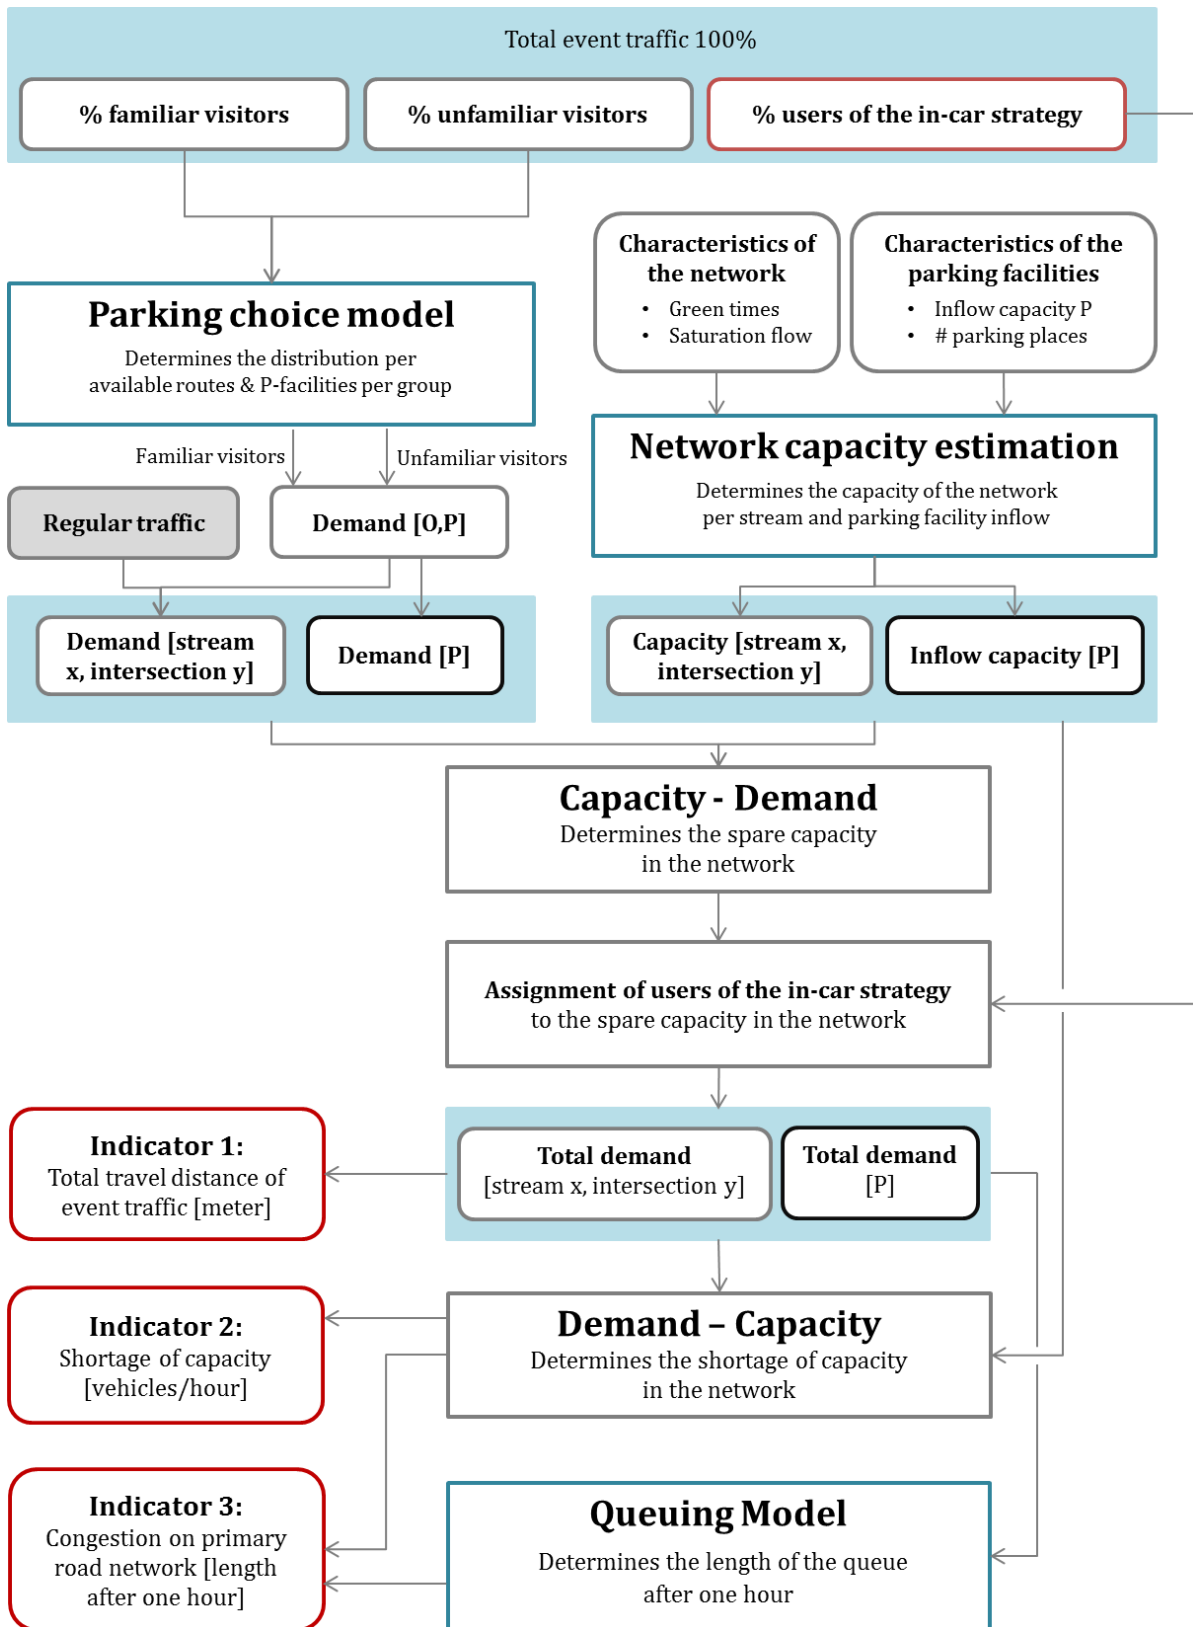 Total event traffic 100%
% familiar visitors
% unfamiliar visitors
% users of the in-car strategy
Characteristics of
the network
• Green times
• Saturation flow
Characteristics of the
parking facilities
• Inflow capacity P
• # parking places
Parking choice model
Determines the distribution per
available routes & P-facilities per group
Network capacity estimation
Determines the capacity of the network
per stream and parking facility inflow
Familiar visitors
Unfamiliar visitors
Regular traffic
Demand [O,P]
Demand [stream
x, intersection y]
Demand [P]
Capacity [stream x,
intersection y]
Inflow capacity [P]
Capacity - Demand
Determines the spare capacity
in the network
Assignment of users of the in-car strategy
to the spare capacity in the network
Indicator 1:
Total travel distance of
event traffic [meter]
Total demand
[stream x, intersection y]
Total demand
[P]
Indicator 2:
Shortage of capacity
[vehicles/hour]
Demand – Capacity
Determines the shortage of capacity
in the network
Indicator 3:
Congestion on primary
road network [length
after one hour]
Queuing Model
Determines the length of the queue
after one hour